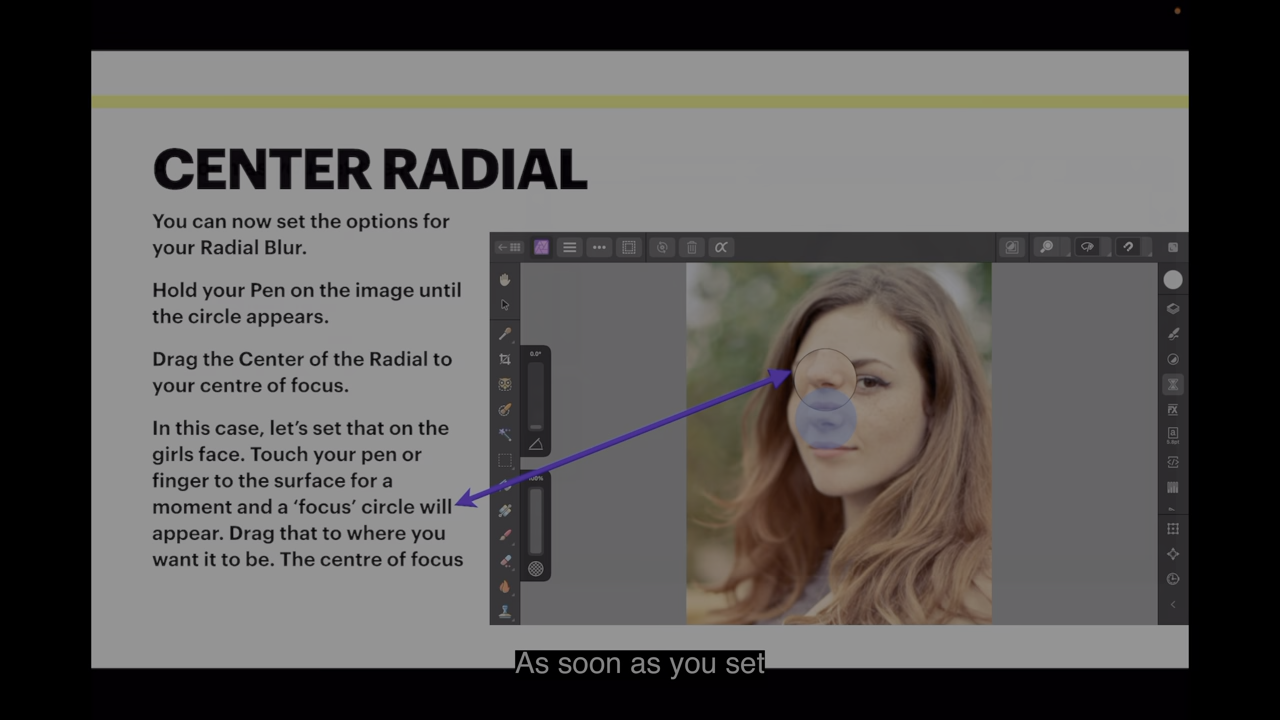 CENTER RADIAL
You can now set the options for
your Radial Blur.
Hold your Pen on the image until
the circle appears.
Drag the Center of the Radial to
your centre of focus.
In this case, let's set that on the
girls face. Touch your pen or
finger to the surface for a
moment and a ‘focus’ circle will
appear. Drag that to where you
want it to be. The centre of focus
0.0°
As soon as you set